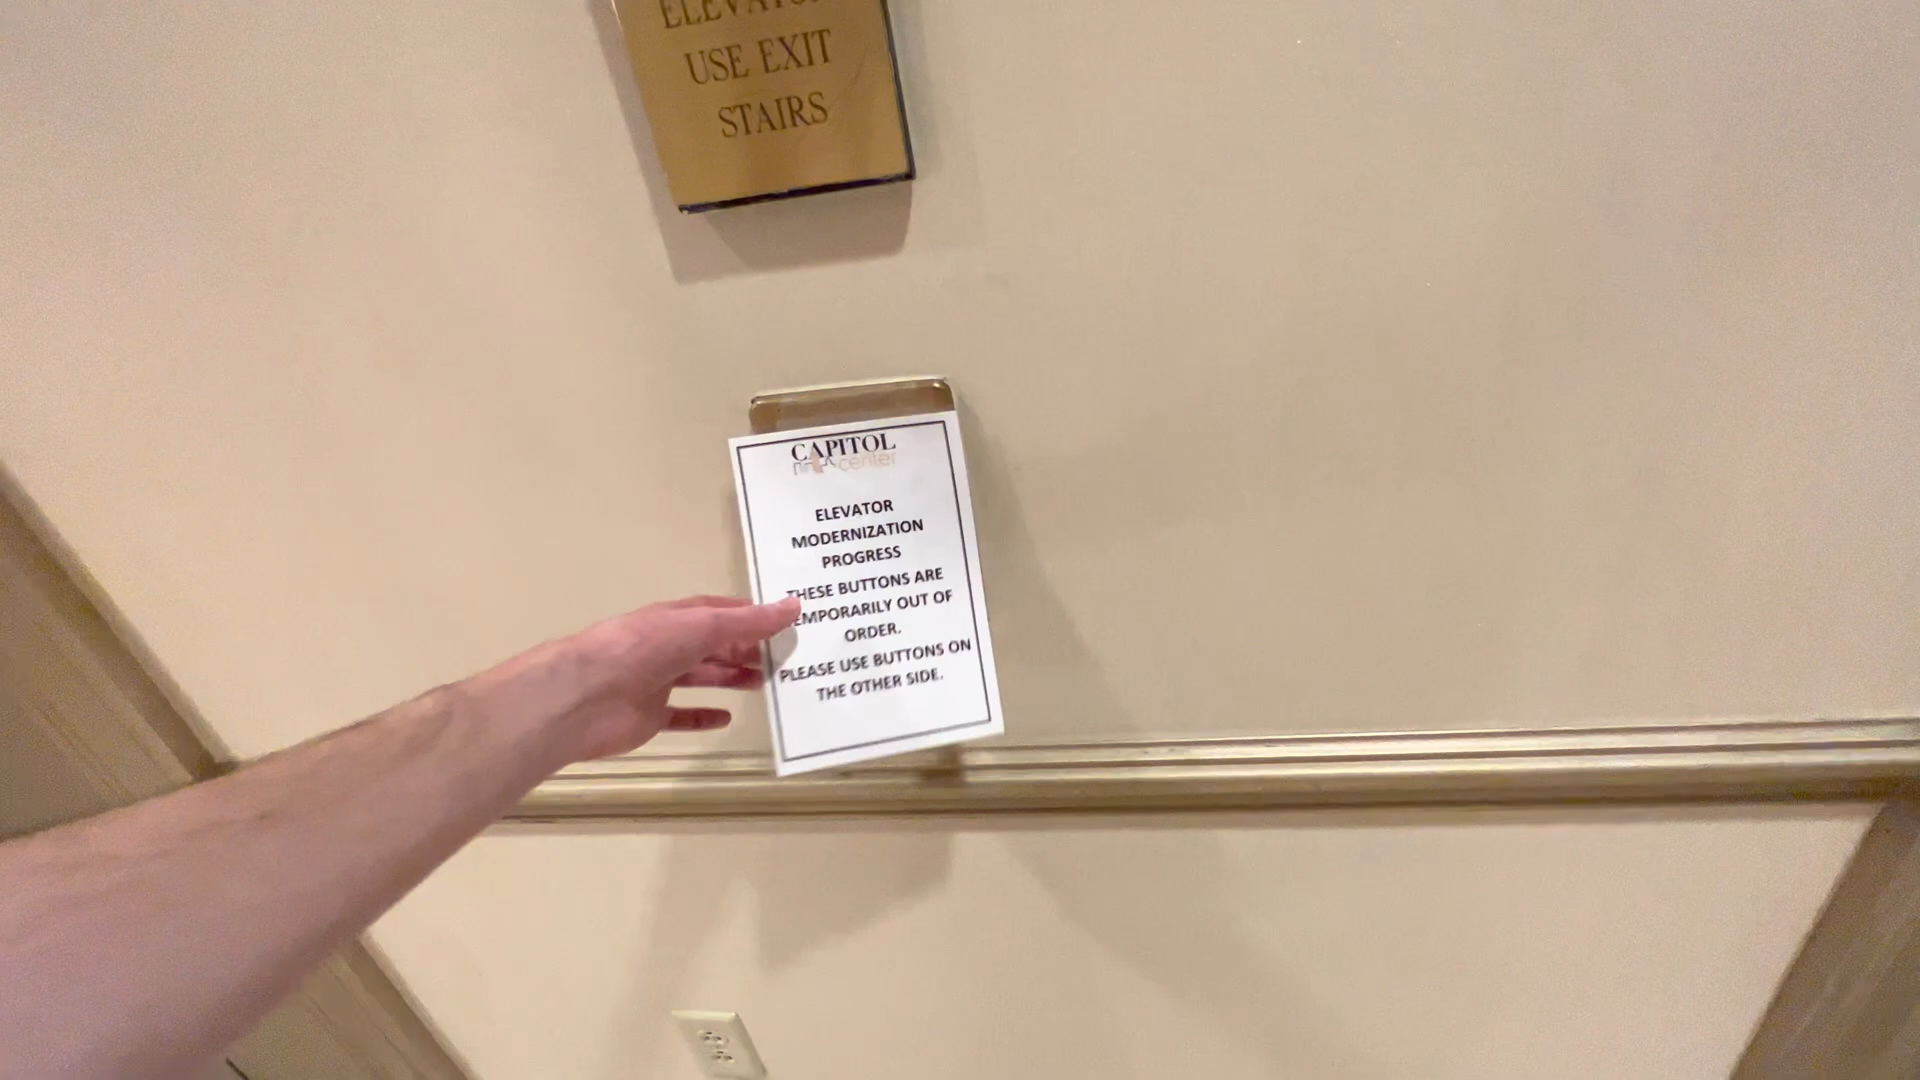 ELEVATOR
USE EXIT
STAIRS
CAPITOL
center
ELEVATOR
MODERNIZATION
PROGRESS
THESE BUTTONS ARE
TEMPORARILY OUT OF
ORDER.
PLEASE USE BUTTONS ON
THE OTHER SIDE.